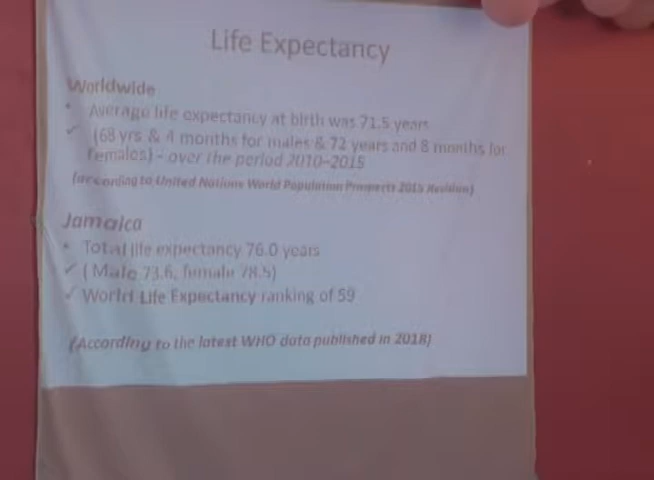 Life Expectancy
Worldwide
• Average life expectancy at birth was 71.5 years
✓ (68 yrs & 4 months for males & 72 years and 8 months for
females) - over the period 2010-2015
(according to United Nations World Population Prospects 2015 Revision)
Jamaica
• Total life expectancy 76.0 years
✓ ( Male 73.6, female 78.5)
✓ World Life Expectancy ranking of 59
(According to the latest WHO data published in 2018)